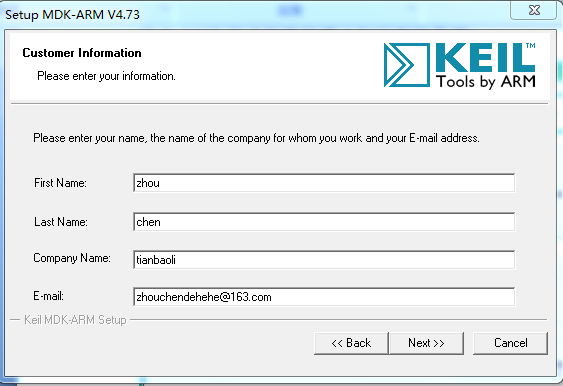 Setup MDK-ARM V4.73
Customer Information
Please enter your information.
KEIL™
Tools by ARM
Please enter your name, the name of the company for whom you work and your E-mail address.
First Name: zhou
Last Name: chen
Company Name: tianbaoli
E-mail: zhouchendehehe@163.com
Keil MDK-ARM Setup
<< Back Next >> Cancel